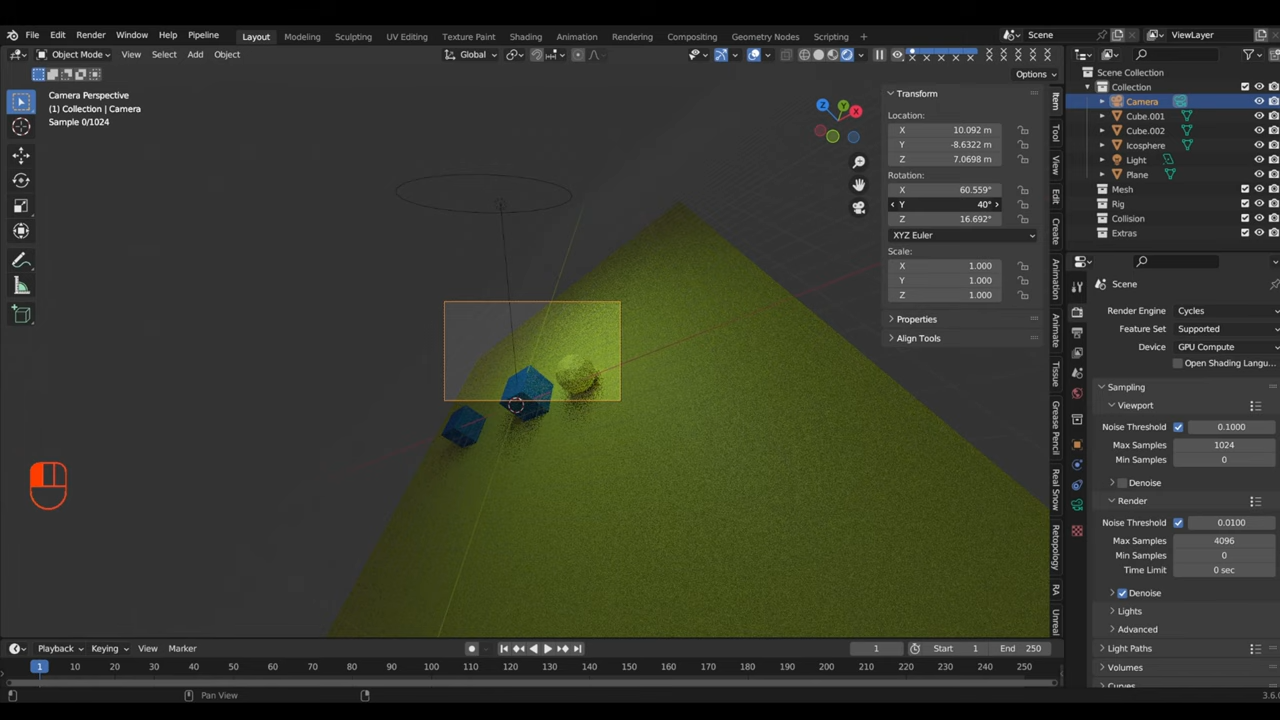 File Edit Render Window Help Pipeline Layout Modeling Sculpting UV Editing Texture Paint Shading Animation Rendering Compositing Geometry Nodes Scripting + Scene ViewLayer
Object Mode View Select Add Object Global
Options
Camera Perspective
(1) Collection | Camera
Sample 0/1024
Z Y X
Transform
Location:
X 10.092 m
Y -8.6322 m
Z 7.0698 m
Rotation:
X 60.559°
Y 40°
Z 16.692°
XYZ Euler
Scale:
X 1.000
Y 1.000
Z 1.000
Properties
Align Tools
Item
Tool
View
Edit
Create
Animation
Animate
Tissue
Grease Pencil
Real Snow
Retopology
RA
Unreal
Scene Collection
Collection
Camera
Cube.001
Cube.002
Icosphere
Light
Plane
Mesh
Rig
Collision
Extras
Scene
Render Engine Cycles
Feature Set Supported
Device GPU Compute
Open Shading Langu...
Sampling
Viewport
Noise Threshold 0.1000
Max Samples 1024
Min Samples 0
Denoise
Render
Noise Threshold 0.0100
Max Samples 4096
Min Samples 0
Time Limit 0 sec
Denoise
Lights
Advanced
Light Paths
Volumes
Playback Keying View Marker 1 Start 1 End 250
1 10 20 30 40 50 60 70 80 90 100 110 120 130 140 150 160 170 180 190 200 210 220 230 240 250
Pan View